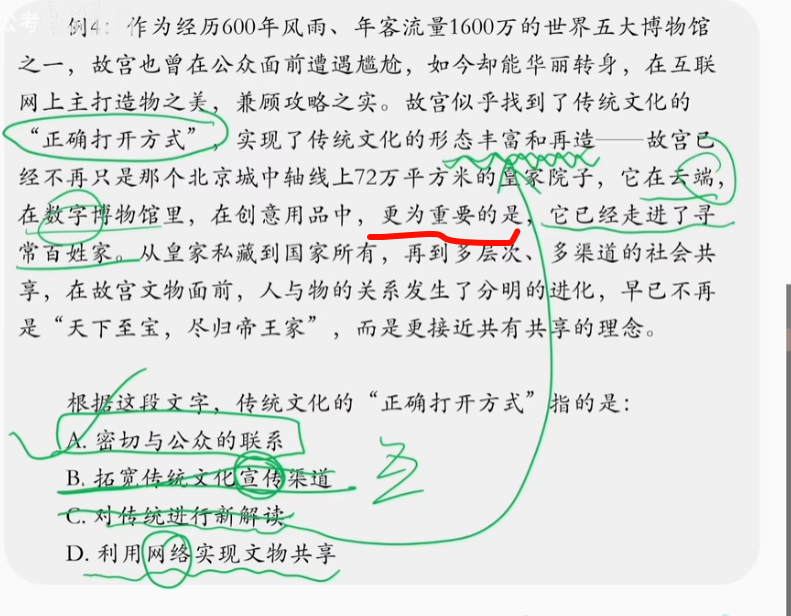 公考
例4：作为经历600年风雨、年客流量1600万的世界五大博物馆
之一，故宫也曾在公众面前遭遇尴尬，如今却能华丽转身，在互联
网上主打造物之美，兼顾攻略之实。故宫似乎找到了传统文化的
“正确打开方式”，实现了传统文化的形态丰富和再造——故宫已
经不再只是那个北京城中轴线上72万平方米的皇家院子，它在云端，
在数字博物馆里，在创意用品中，更为重要的是，它已经走进了寻
常百姓家。从皇家私藏到国家所有，再到多层次、多渠道的社会共
享，在故宫文物面前，人与物的关系发生了分明的进化，早已不再
是“天下至宝，尽归帝王家”，而是更接近共有共享的理念。
根据这段文字，传统文化的“正确打开方式”指的是：
A. 密切与公众的联系
B. 拓宽传统文化宣传渠道
C. 对传统进行新解读
D. 利用网络实现文物共享